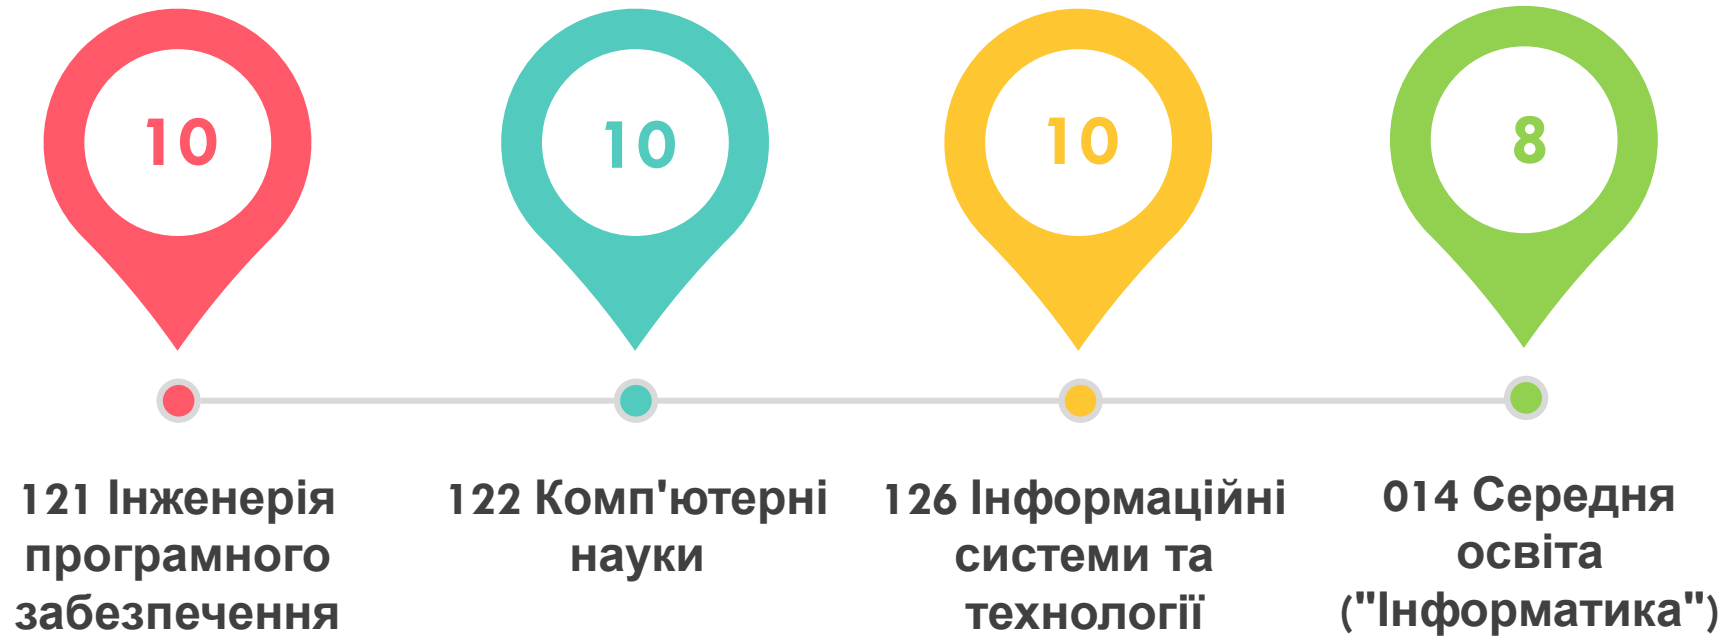 10
10
10
8
121 Інженерія
програмного
забезпечення
122 Комп'ютерні
науки
126 Інформаційні
системи та
технології
014 Середня
освіта
("Інформатика")